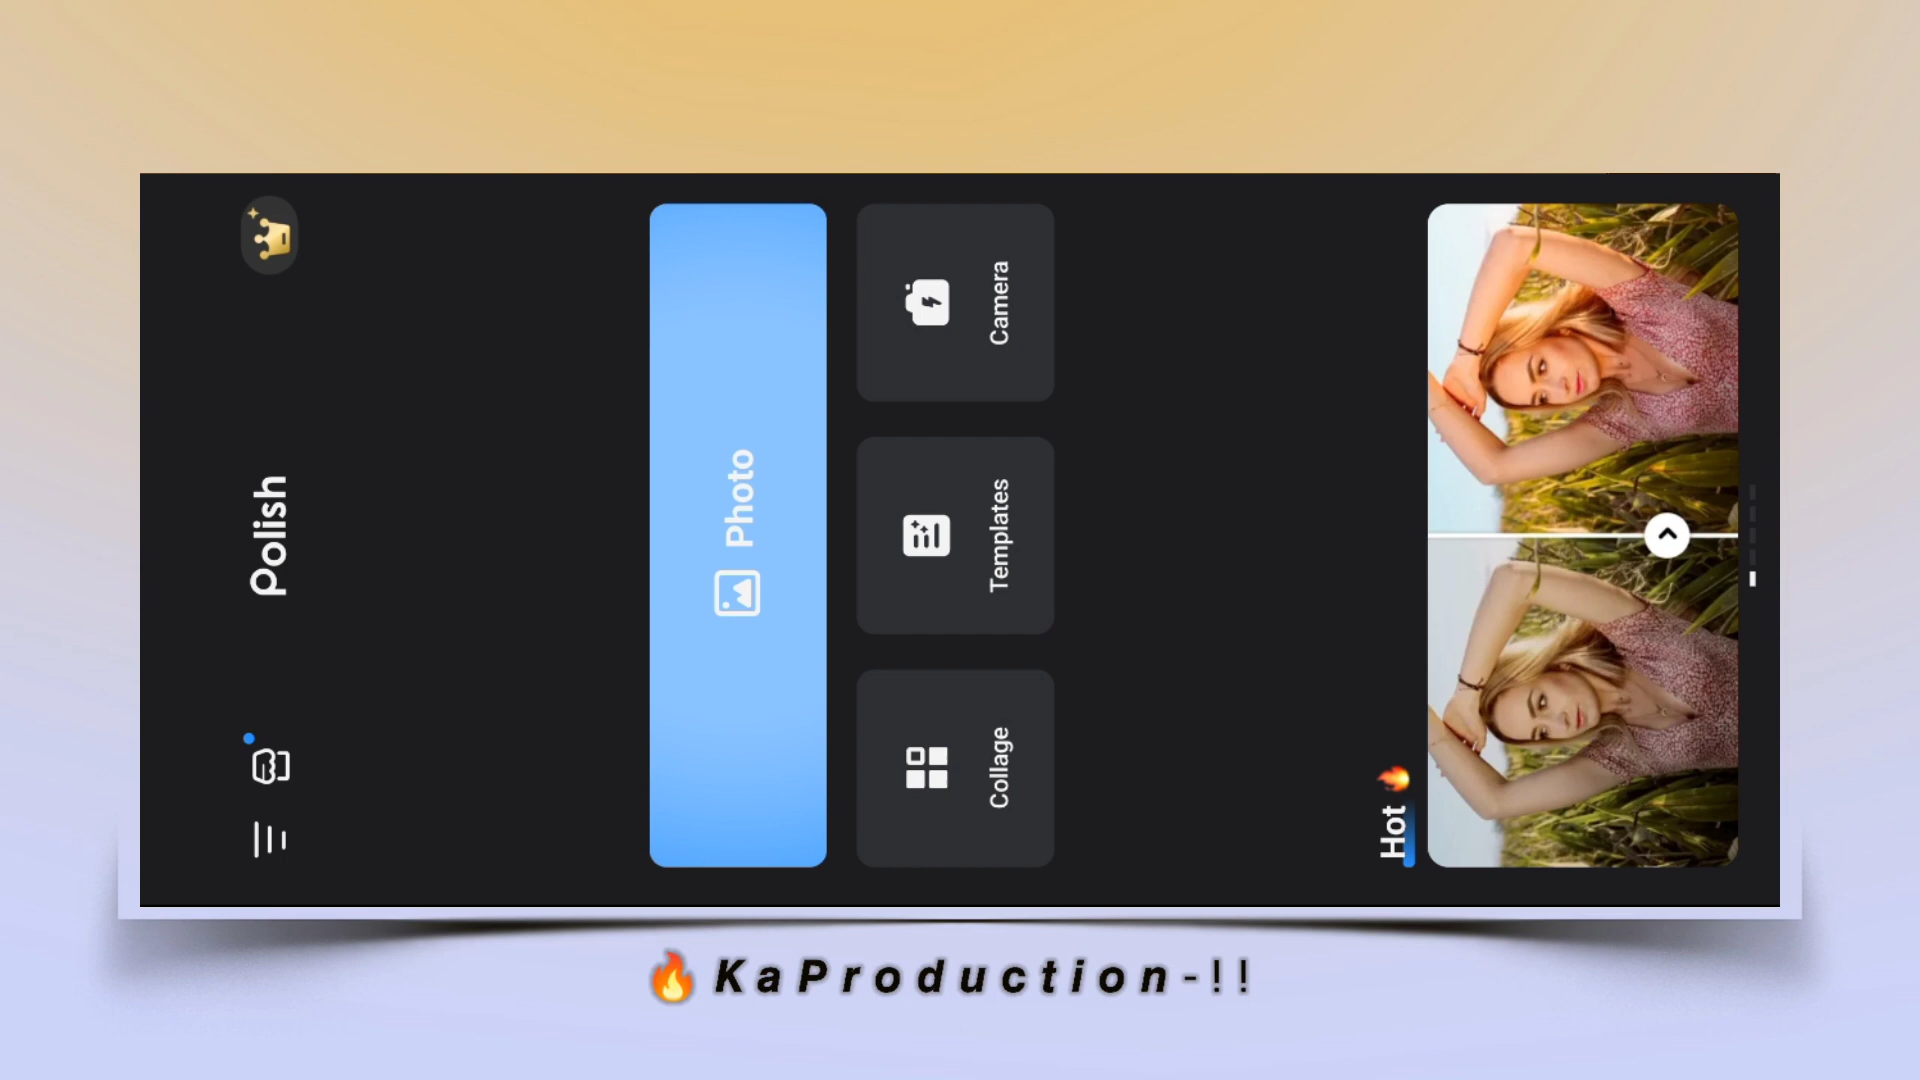 Polish
Photo
Collage
Templates
Camera
Hot 🔥
🔥 KaProduction-!!